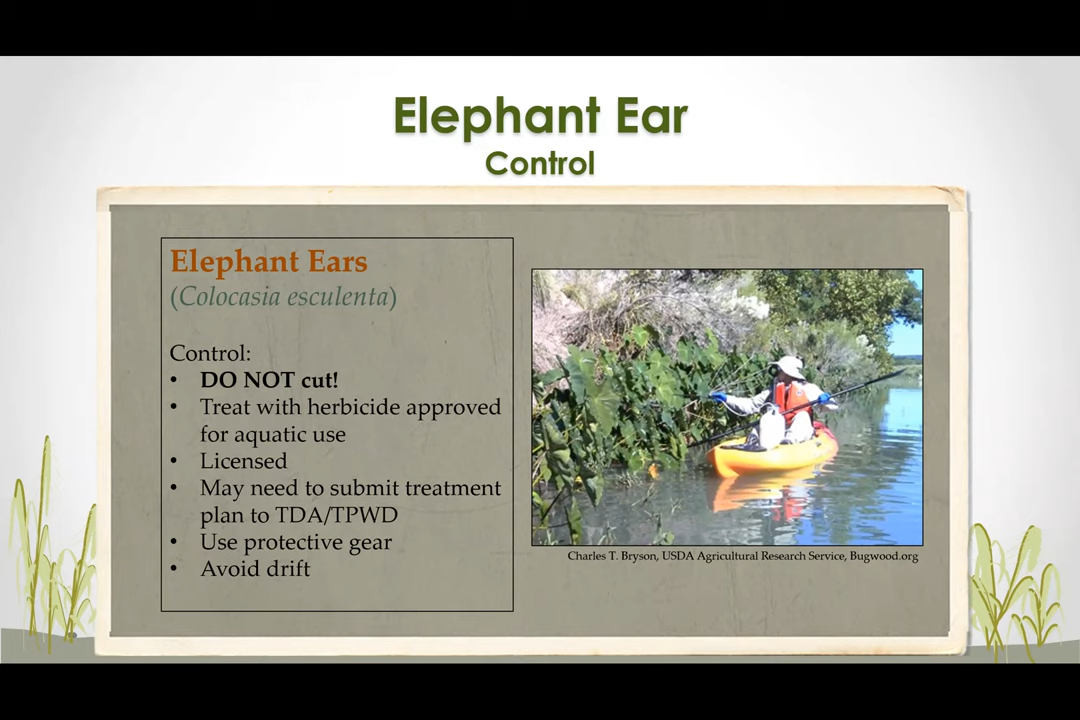 Elephant Ear
Control
Elephant Ears
(Colocasia esculenta)
Control:
• DO NOT cut!
• Treat with herbicide approved
for aquatic use
• Licensed
• May need to submit treatment
plan to TDA/TPWD
• Use protective gear
• Avoid drift
Charles T. Bryson, USDA Agricultural Research Service, Bugwood.org